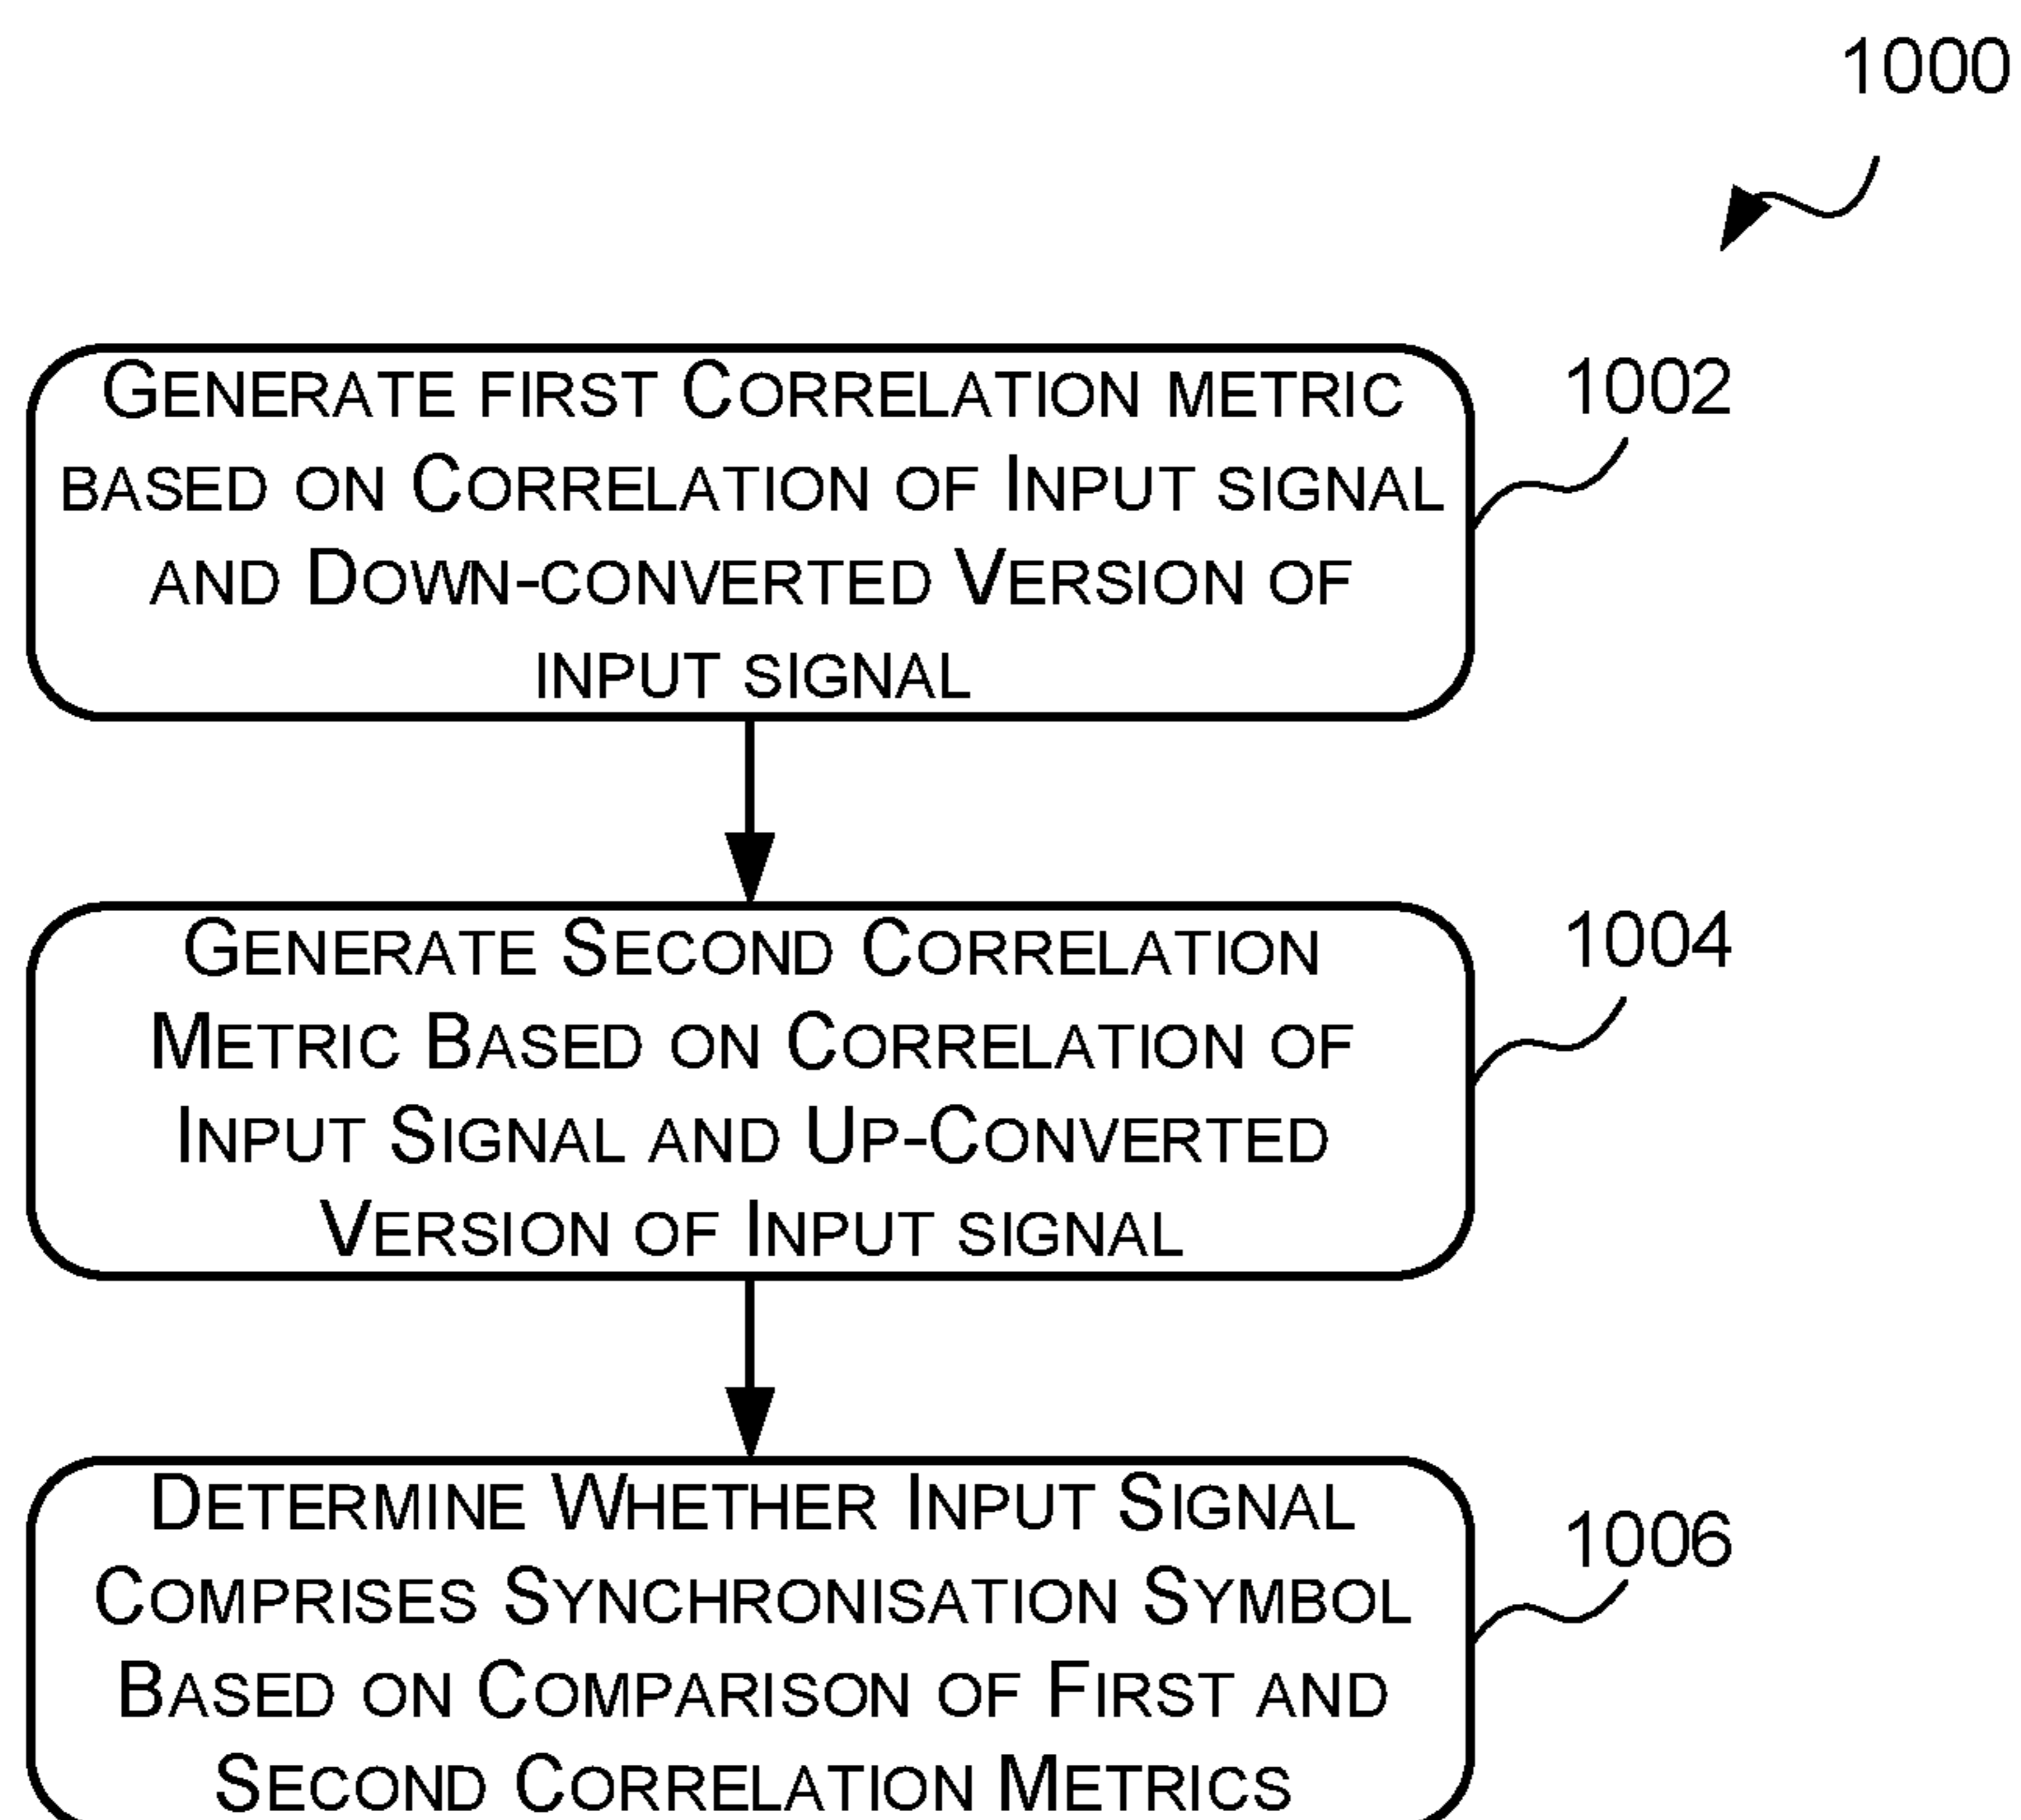 1000
Generate first Correlation metric
based on Correlation of Input signal
and Down-converted Version of
input signal
1002
Generate Second Correlation
Metric Based on Correlation of
Input Signal and Up-Converted
Version of Input signal
1004
Determine Whether Input Signal
Comprises Synchronisation Symbol
Based on Comparison of First and
Second Correlation Metrics
1006